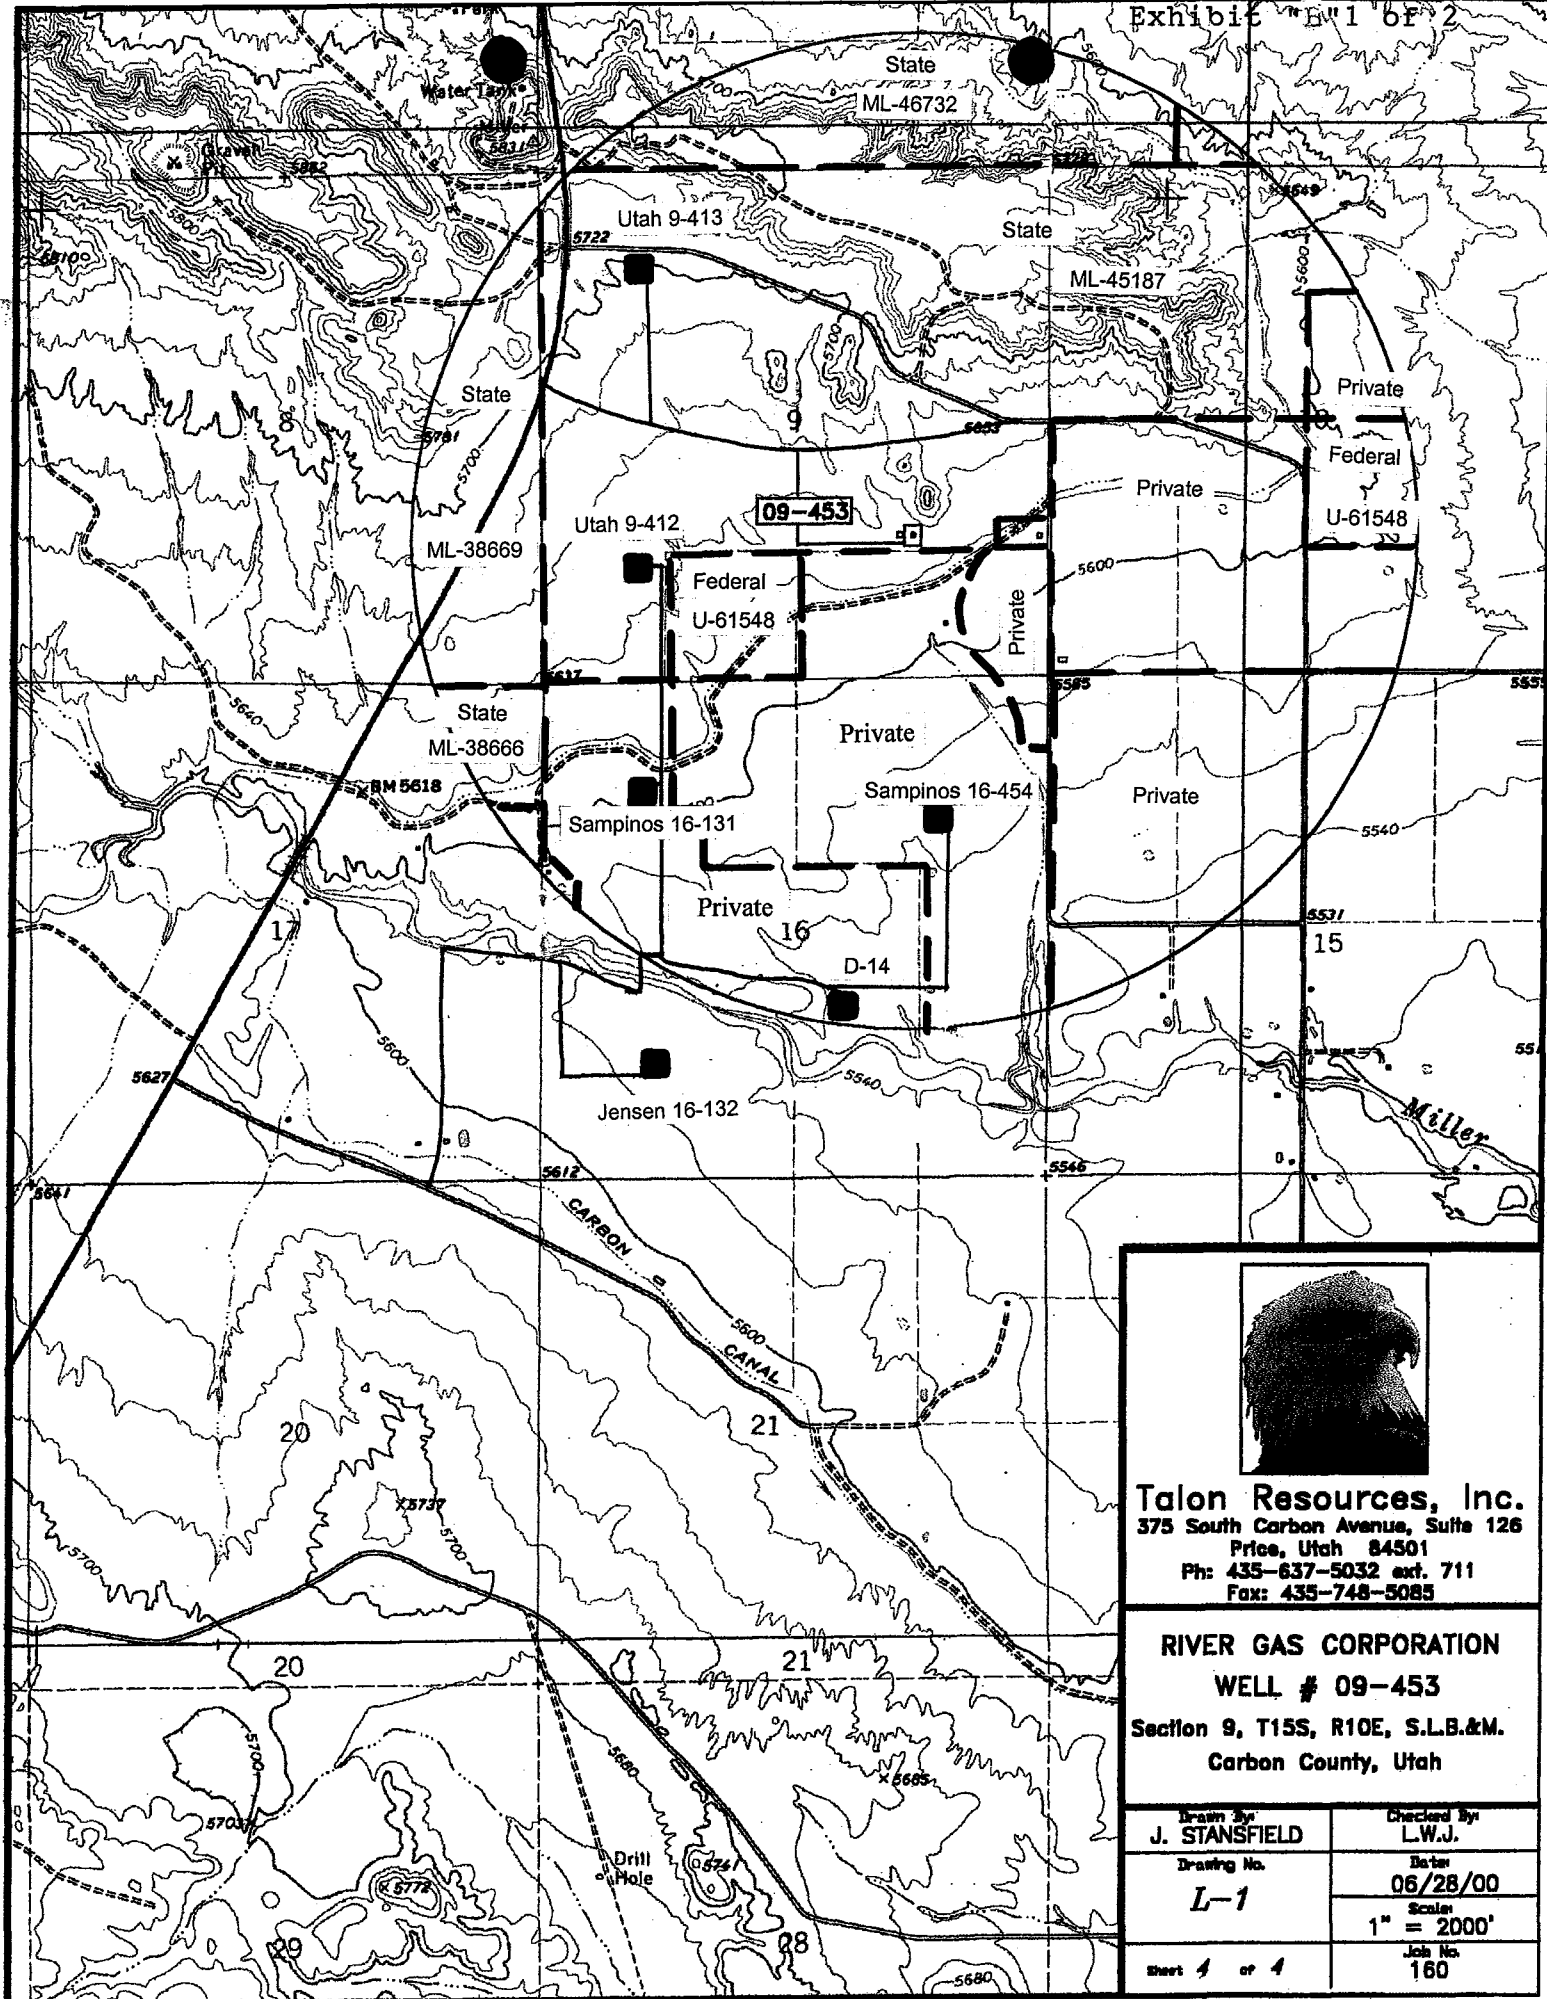 Exhibit "B" 1 of 2
State
ML-46732
Water Tank
5831
Gravel
Pit
5882
5800
5649
Utah 9-413
5722
State
5810
ML-45187
5600
5700
State
Private
8
5781
9
5653
5700
Federal
Private
09-453
U-61548
Utah 9-412
ML-38669
5600
Federal
U-61548
Private
5637
5585
5640
State
Private
ML-38666
BM 5618
Sampinos 16-454
Private
Sampinos 16-131
5540
Private
17
16
5531
15
D-14
5600
5627
5540
Jensen 16-132
Miller
5612
5546
5641
CARBON
5600
CANAL
20
21
5737
5700
5700
Talon Resources, Inc.
375 South Carbon Avenue, Suite 126
Price, Utah 84501
Ph: 435-637-5032 ext. 711
Fax: 435-748-5085
RIVER GAS CORPORATION
WELL # 09-453
Section 9, T15S, R10E, S.L.B.&M.
Carbon County, Utah
20
21
5700
5680
5685
5703
Drill
Hole
5741
5772
29
28
5680
Drawn By:
J. STANSFIELD
Checked By:
L.W.J.
Drawing No.
L-1
Date:
06/28/00
Scale:
1" = 2000'
Sheet 4 of 4
Job No.
160